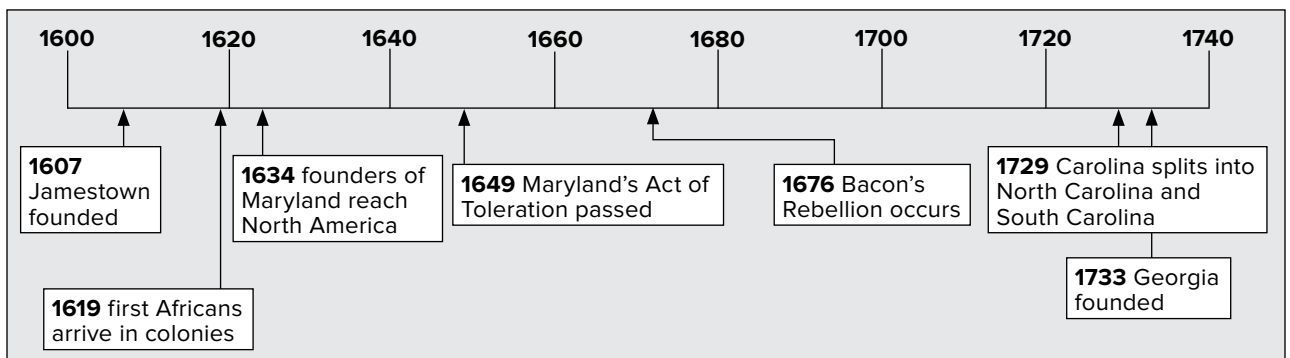 1600 1620 1640 1660 1680 1700 1720 1740
1607
Jamestown
founded
1619 first Africans
arrive in colonies
1634 founders of
Maryland reach
North America
1649 Maryland’s Act of
Toleration passed
1676 Bacon’s
Rebellion occurs
1729 Carolina splits into
North Carolina and
South Carolina
1733 Georgia
founded